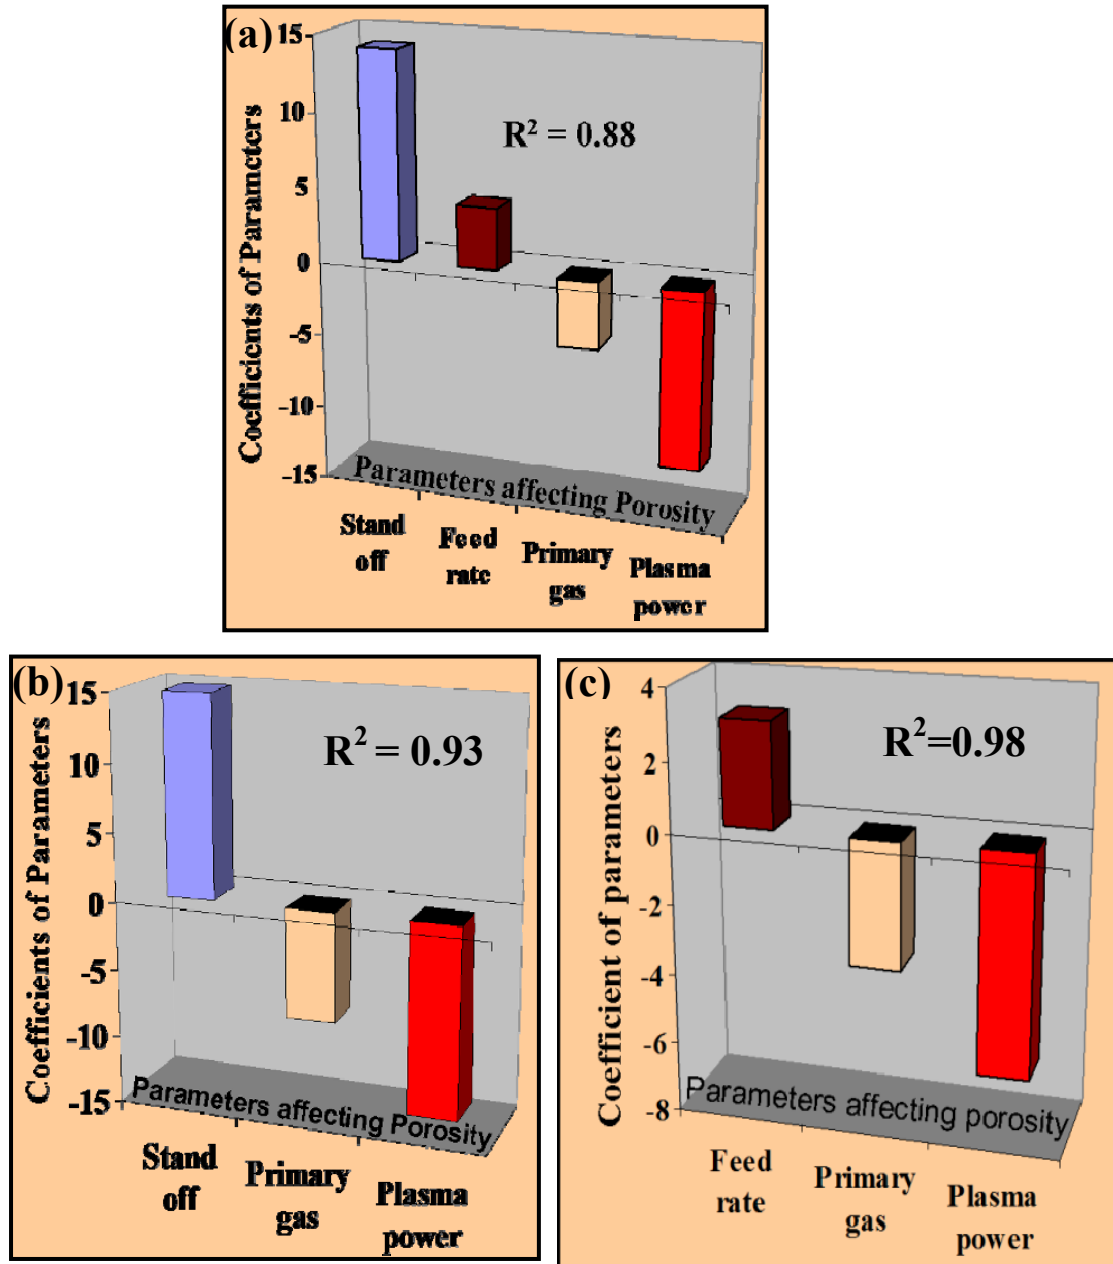 (a)
15
10
5
0
-5
-10
-15
Coefficients of Parameters
R² = 0.88
Parameters affecting Porosity
Stand
off
Feed
rate
Primary
gas
Plasma
power
(b)
15
10
5
0
-5
-10
-15
Coefficients of Parameters
R² = 0.93
Parameters affecting Porosity
Stand
off
Primary
gas
Plasma
power
(c)
4
2
0
-2
-4
-6
-8
Coefficient of parameters
R²=0.98
Parameters affecting porosity
Feed
rate
Primary
gas
Plasma
power